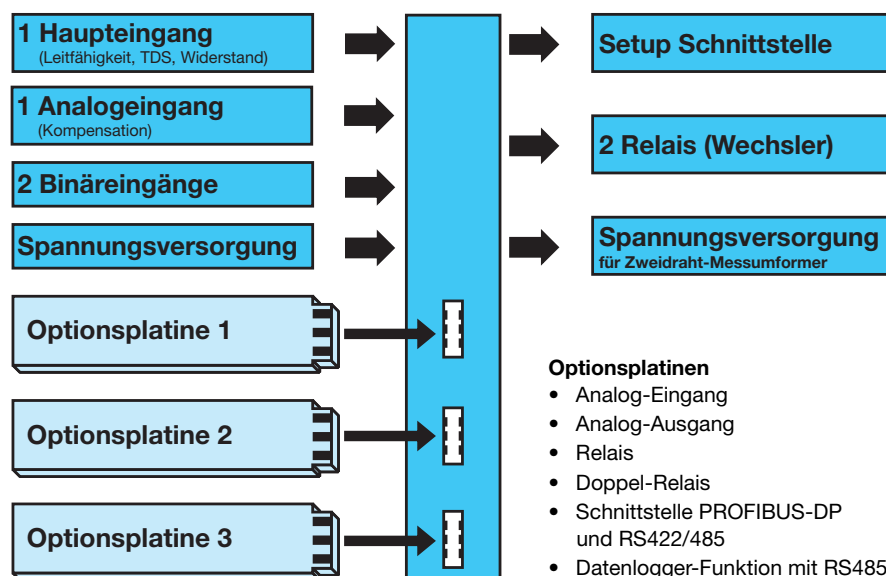 1 Haupteingang
(Leitfähigkeit, TDS, Widerstand)
1 Analogeingang
(Kompensation)
2 Binäreingänge
Spannungsversorgung
Optionsplatine 1
Optionsplatine 2
Optionsplatine 3
Setup Schnittstelle
2 Relais (Wechsler)
Spannungsversorgung
für Zweidraht-Messumformer
Optionsplatinen
• Analog-Eingang
• Analog-Ausgang
• Relais
• Doppel-Relais
• Schnittstelle PROFIBUS-DP
und RS422/485
• Datenlogger-Funktion mit RS485